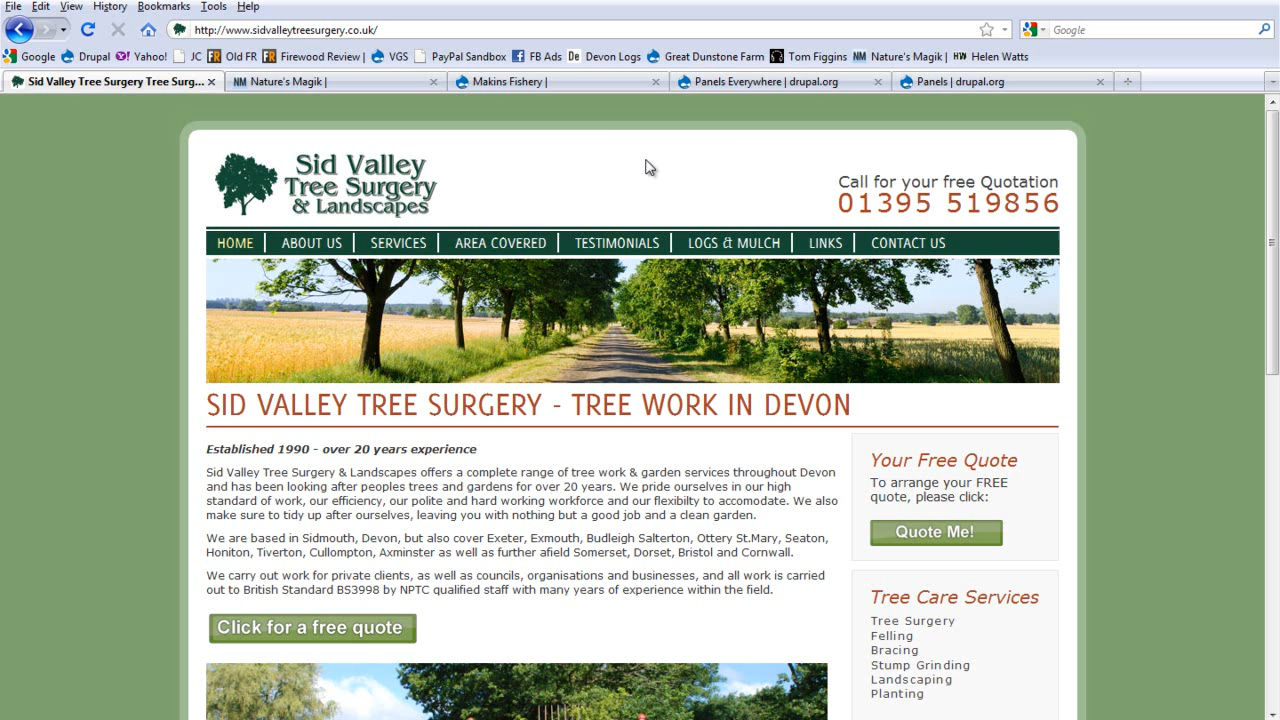 File Edit View History Bookmarks Tools Help
http://www.sidvalleytreesurgery.co.uk/ Google
Google Drupal Yahoo! JC Old FR Firewood Review | VGS PayPal Sandbox FB Ads De Devon Logs Great Dunstone Farm Tom Figgins NM Nature's Magik | HW Helen Watts
Sid Valley Tree Surgery Tree Surg... NM Nature's Magik | Makins Fishery | Panels Everywhere | drupal.org Panels | drupal.org
Sid Valley
Tree Surgery
& Landscapes
Call for your free Quotation
01395 519856
HOME ABOUT US SERVICES AREA COVERED TESTIMONIALS LOGS & MULCH LINKS CONTACT US
SID VALLEY TREE SURGERY - TREE WORK IN DEVON
Established 1990 - over 20 years experience
Sid Valley Tree Surgery & Landscapes offers a complete range of tree work & garden services throughout Devon
and has been looking after peoples trees and gardens for over 20 years. We pride ourselves in our high
standard of work, our efficiency, our polite and hard working workforce and our flexibilty to accomodate. We also
make sure to tidy up after ourselves, leaving you with nothing but a good job and a clean garden.
We are based in Sidmouth, Devon, but also cover Exeter, Exmouth, Budleigh Salterton, Ottery St.Mary, Seaton,
Honiton, Tiverton, Cullompton, Axminster as well as further afield Somerset, Dorset, Bristol and Cornwall.
We carry out work for private clients, as well as councils, organisations and businesses, and all work is carried
out to British Standard BS3998 by NPTC qualified staff with many years of experience within the field.
Click for a free quote
Your Free Quote
To arrange your FREE
quote, please click:
Quote Me!
Tree Care Services
Tree Surgery
Felling
Bracing
Stump Grinding
Landscaping
Planting